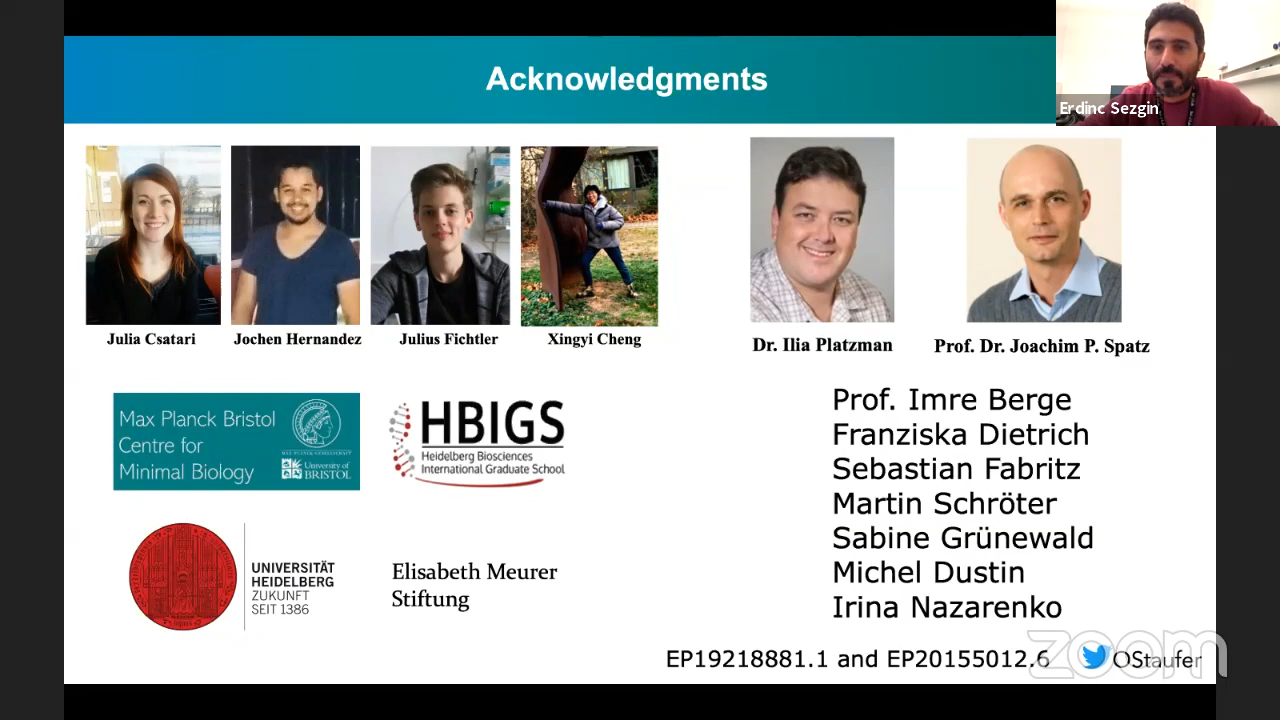 Acknowledgments
Erdinc Sezgin
Julia Csatari
Jochen Hernandez
Julius Fichtler
Xingyi Cheng
Dr. Ilia Platzman
Prof. Dr. Joachim P. Spatz
Max Planck Bristol
Centre for
Minimal Biology
MAX-PLANCK-GESELLSCHAFT
University of
BRISTOL
HBIGS
Heidelberg Biosciences
International Graduate School
UNIVERSITÄT
HEIDELBERG
ZUKUNFT
SEIT 1386
Elisabeth Meurer
Stiftung
Prof. Imre Berge
Franziska Dietrich
Sebastian Fabritz
Martin Schröter
Sabine Grünewald
Michel Dustin
Irina Nazarenko
EP19218881.1 and EP20155012.6
OStaufer
zoom